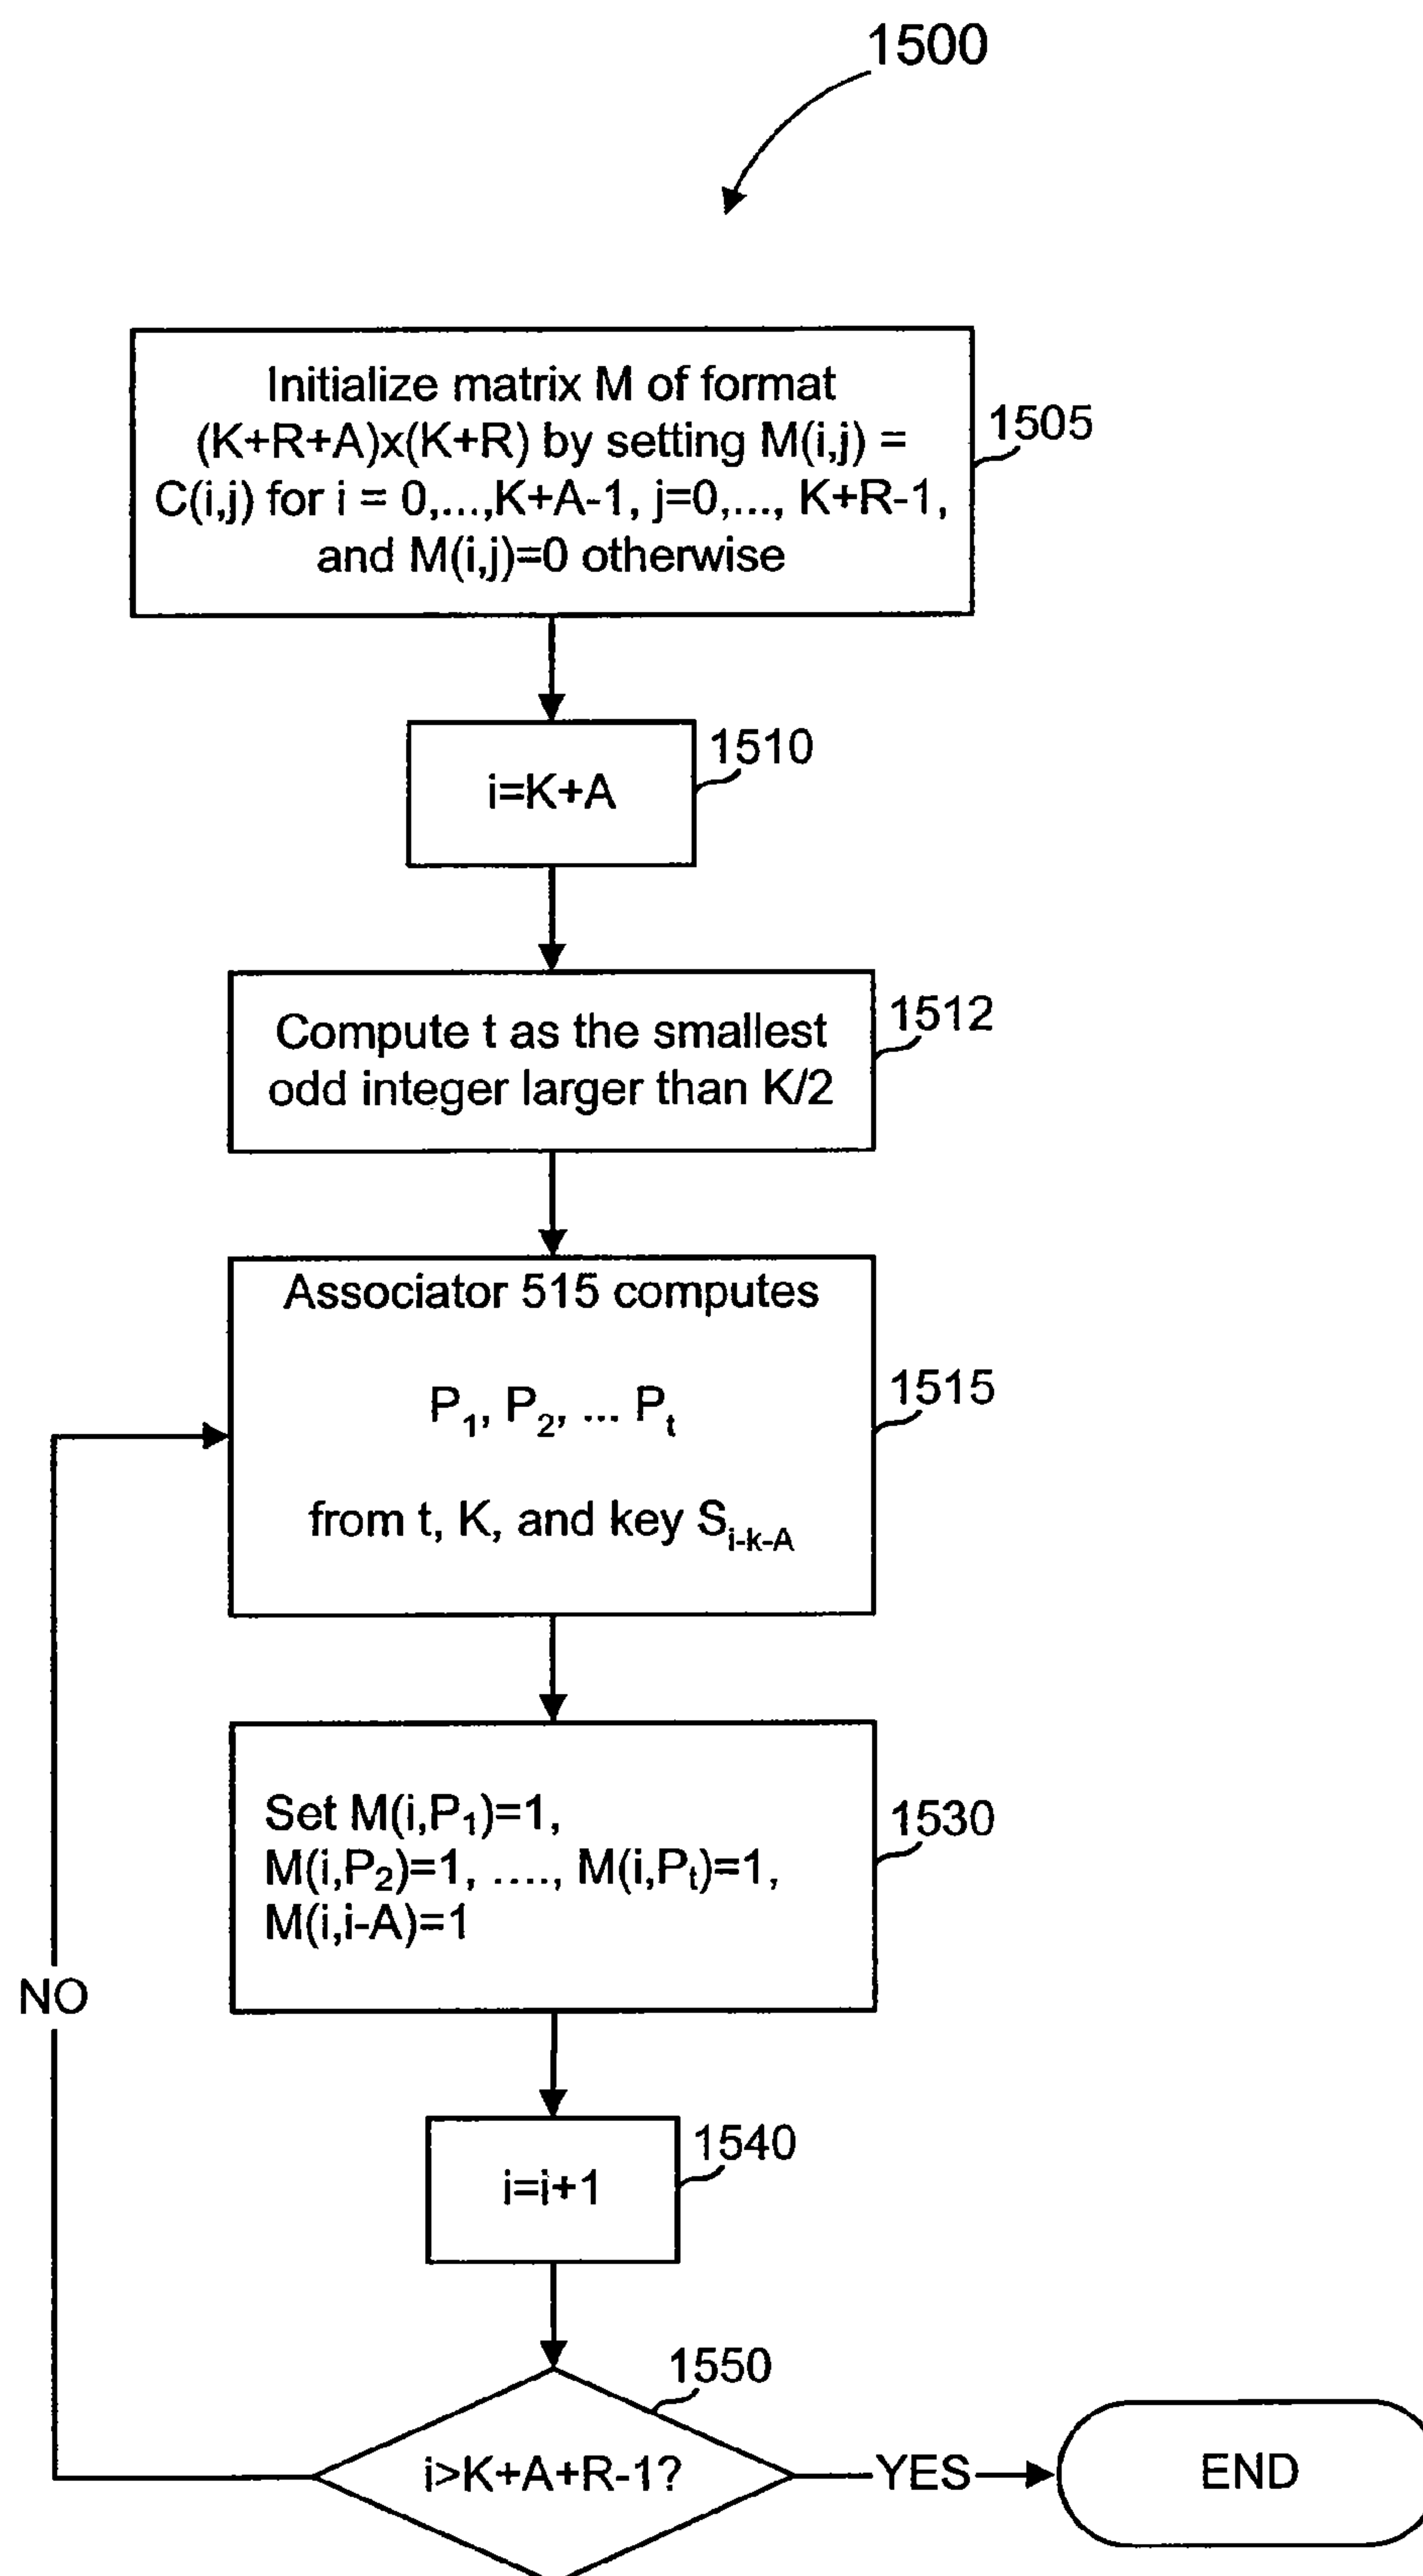 1500
Initialize matrix M of format
(K+R+A)x(K+R) by setting M(i,j) =
C(i,j) for i = 0,...,K+A-1, j=0,..., K+R-1,
and M(i,j)=0 otherwise
1505
i=K+A
1510
Compute t as the smallest
odd integer larger than K/2
1512
Associator 515 computes
P₁, P₂, ... Pₜ
from t, K, and key Sᵢ₋ₖ₋A
1515
Set M(i,P₁)=1,
M(i,P₂)=1, ...., M(i,Pₜ)=1,
M(i,i-A)=1
1530
NO
i=i+1
1540
1550
i>K+A+R-1?
YES
END